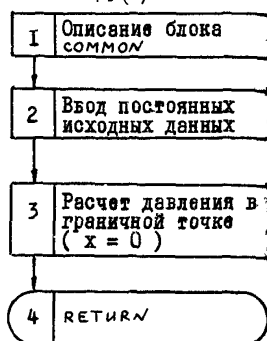 1 Описание блока
COMMON
2 Ввод постоянных
исходных данных
3 Расчет давления в
граничной точке
( x = 0 )
4 RETURN